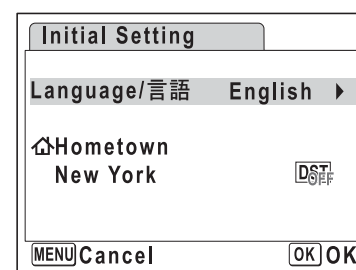 Initial Setting
Language/言語 English
Hometown
New York DST OFF
MENU Cancel OK OK